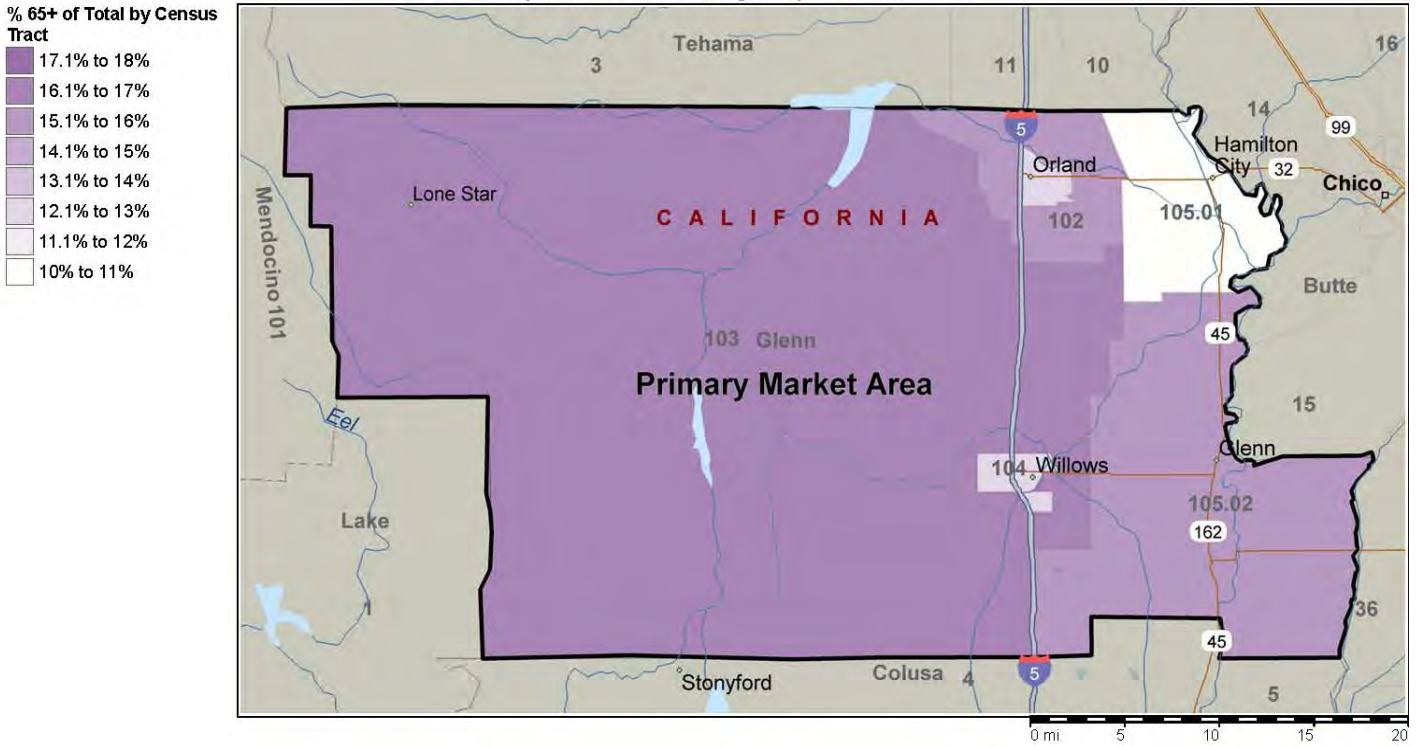 % 65+ of Total by Census
Tract
17.1% to 18%
16.1% to 17%
15.1% to 16%
14.1% to 15%
13.1% to 14%
12.1% to 13%
11.1% to 12%
10% to 11%
Tehama
3
11
10
16
14
99
5
Hamilton
City
32
Orland
Chico
Lone Star
CALIFORNIA
102
105.01
Mendocino 101
Butte
103 Glenn
45
Primary Market Area
15
Eel
Glenn
104 Willows
105.02
Lake
162
1
36
45
Colusa 4
5
Stonyford
5
0 mi 5 10 15 20